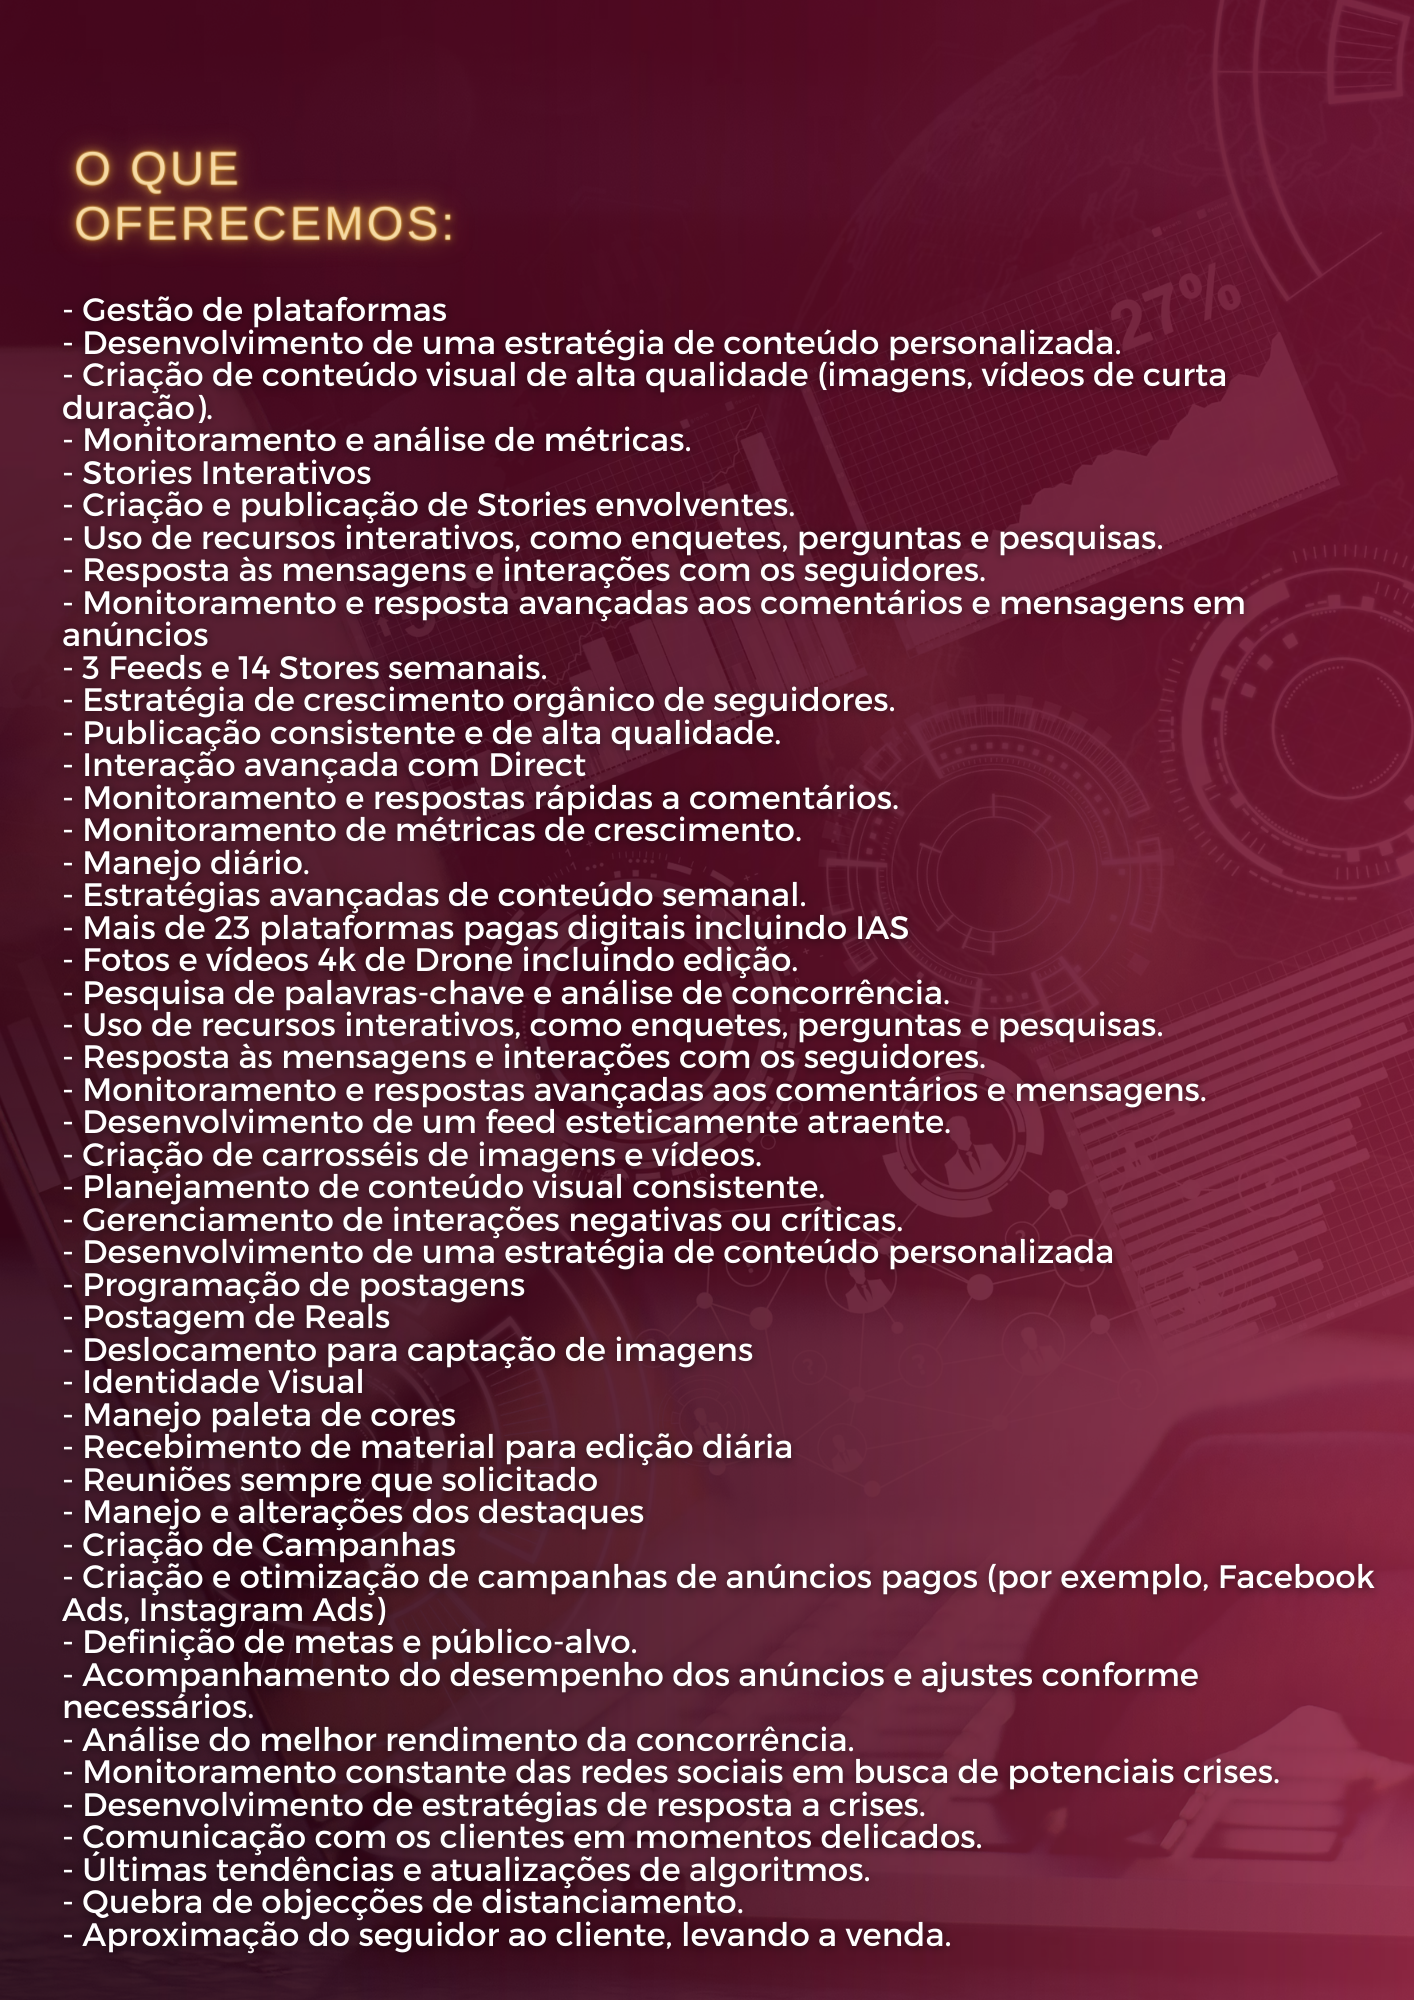 O QUE
OFERECEMOS:
- Gestão de plataformas
- Desenvolvimento de uma estratégia de conteúdo personalizada.
- Criação de conteúdo visual de alta qualidade (imagens, vídeos de curta
duração).
- Monitoramento e análise de métricas.
- Stories Interativos
- Criação e publicação de Stories envolventes.
- Uso de recursos interativos, como enquetes, perguntas e pesquisas.
- Resposta às mensagens e interações com os seguidores.
- Monitoramento e resposta avançadas aos comentários e mensagens em
anúncios
- 3 Feeds e 14 Stores semanais.
- Estratégia de crescimento orgânico de seguidores.
- Publicação consistente e de alta qualidade.
- Interação avançada com Direct
- Monitoramento e respostas rápidas a comentários.
- Monitoramento de métricas de crescimento.
- Manejo diário.
- Estratégias avançadas de conteúdo semanal.
- Mais de 23 plataformas pagas digitais incluindo IAS
- Fotos e vídeos 4k de Drone incluindo edição.
- Pesquisa de palavras-chave e análise de concorrência.
- Uso de recursos interativos, como enquetes, perguntas e pesquisas.
- Resposta às mensagens e interações com os seguidores.
- Monitoramento e respostas avançadas aos comentários e mensagens.
- Desenvolvimento de um feed esteticamente atraente.
- Criação de carrosséis de imagens e vídeos.
- Planejamento de conteúdo visual consistente.
- Gerenciamento de interações negativas ou críticas.
- Desenvolvimento de uma estratégia de conteúdo personalizada
- Programação de postagens
- Postagem de Reals
- Deslocamento para captação de imagens
- Identidade Visual
- Manejo paleta de cores
- Recebimento de material para edição diária
- Reuniões sempre que solicitado
- Manejo e alterações dos destaques
- Criação de Campanhas
- Criação e otimização de campanhas de anúncios pagos (por exemplo, Facebook
Ads, Instagram Ads)
- Definição de metas e público-alvo.
- Acompanhamento do desempenho dos anúncios e ajustes conforme
necessários.
- Análise do melhor rendimento da concorrência.
- Monitoramento constante das redes sociais em busca de potenciais crises.
- Desenvolvimento de estratégias de resposta a crises.
- Comunicação com os clientes em momentos delicados.
- Últimas tendências e atualizações de algoritmos.
- Quebra de objecções de distanciamento.
- Aproximação do seguidor ao cliente, levando a venda.
27%